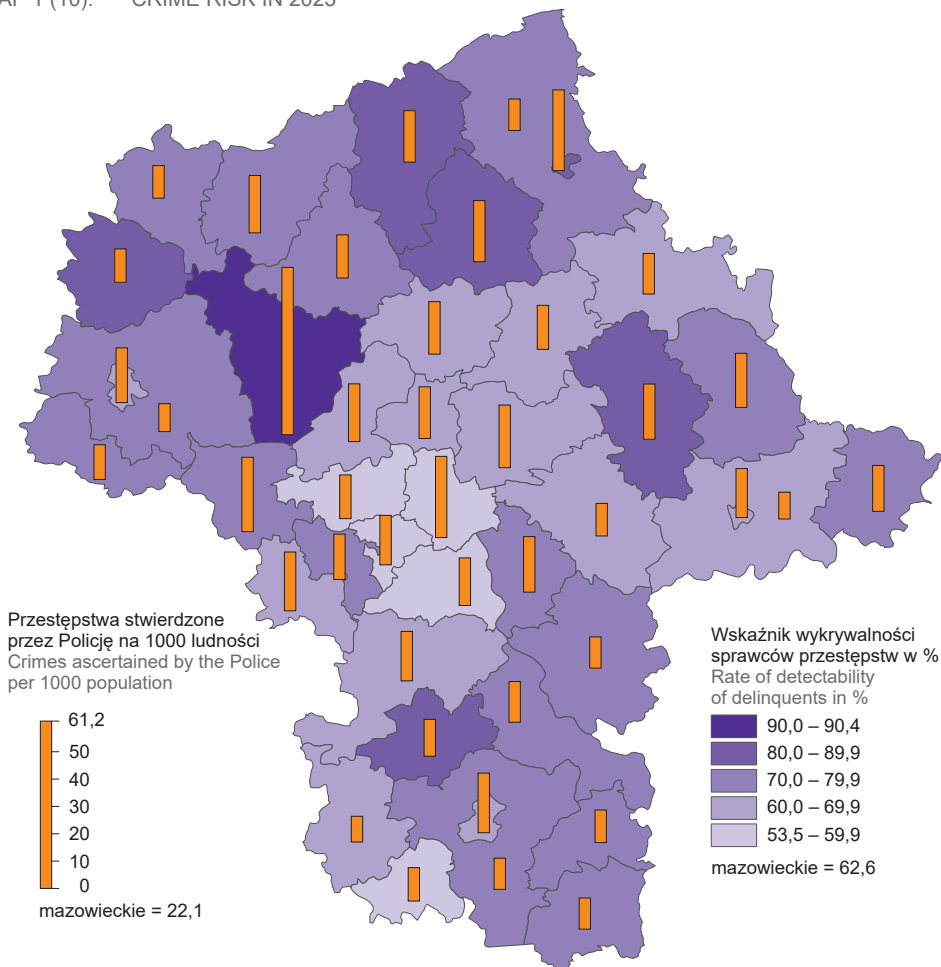 CRIME RISK IN 2023
Przestępstwa stwierdzone
przez Policję na 1000 ludności
Crimes ascertained by the Police
per 1000 population
61,2
50
40
30
20
10
0
mazowieckie = 22,1
Wskaźnik wykrywalności
sprawców przestępstw w %
Rate of detectability
of delinquents in %
90,0 – 90,4
80,0 – 89,9
70,0 – 79,9
60,0 – 69,9
53,5 – 59,9
mazowieckie = 62,6